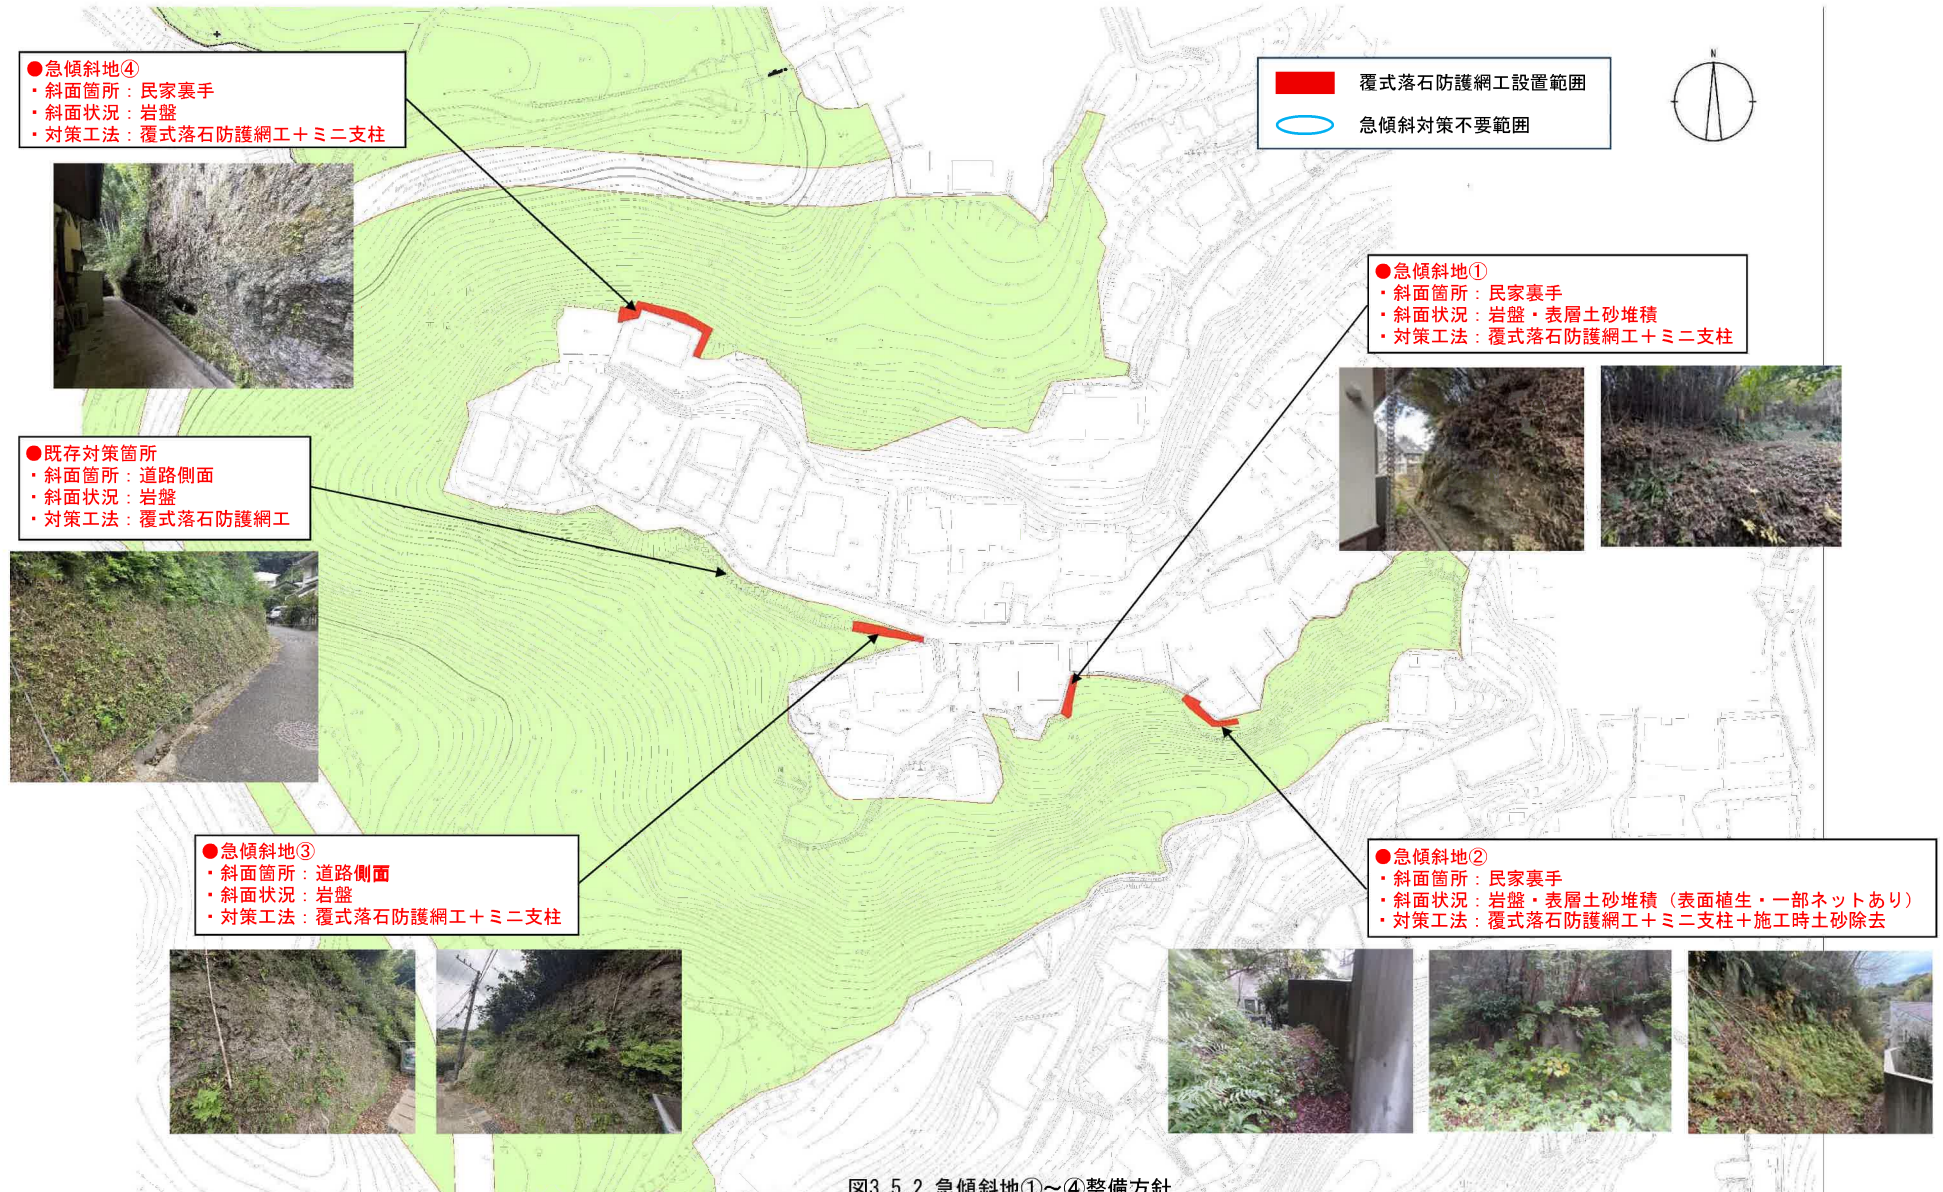 ●急傾斜地④
・斜面箇所：民家裏手
・斜面状況：岩盤
・対策工法：覆式落石防護網工＋ミニ支柱
覆式落石防護網工設置範囲
急傾斜対策不要範囲
N
●急傾斜地①
・斜面箇所：民家裏手
・斜面状況：岩盤・表層土砂堆積
・対策工法：覆式落石防護網工＋ミニ支柱
●既存対策箇所
・斜面箇所：道路側面
・斜面状況：岩盤
・対策工法：覆式落石防護網工
●急傾斜地③
・斜面箇所：道路側面
・斜面状況：岩盤
・対策工法：覆式落石防護網工＋ミニ支柱
●急傾斜地②
・斜面箇所：民家裏手
・斜面状況：岩盤・表層土砂堆積（表面植生・一部ネットあり）
・対策工法：覆式落石防護網工＋ミニ支柱＋施工時土砂除去
図3.5.2 急傾斜地①～④整備方針